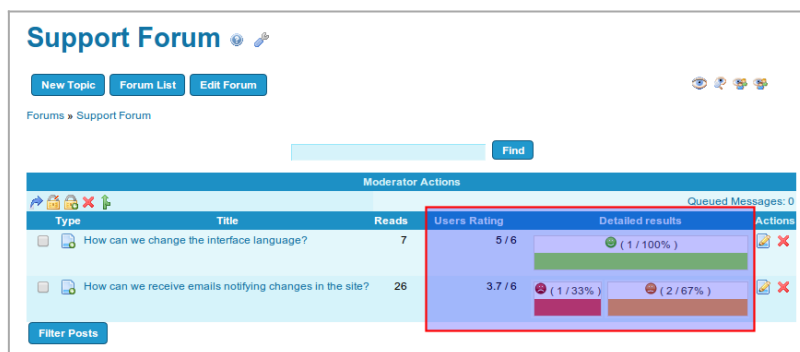 Support Forum
New Topic Forum List Edit Forum
Forums » Support Forum
Find
Moderator Actions
Queued Messages: 0
Type Title Reads Users Rating Detailed results Actions
How can we change the interface language? 7 5 / 6 ( 1 / 100% )
How can we receive emails notifying changes in the site? 26 3.7 / 6 ( 1 / 33% ) ( 2 / 67% )
Filter Posts